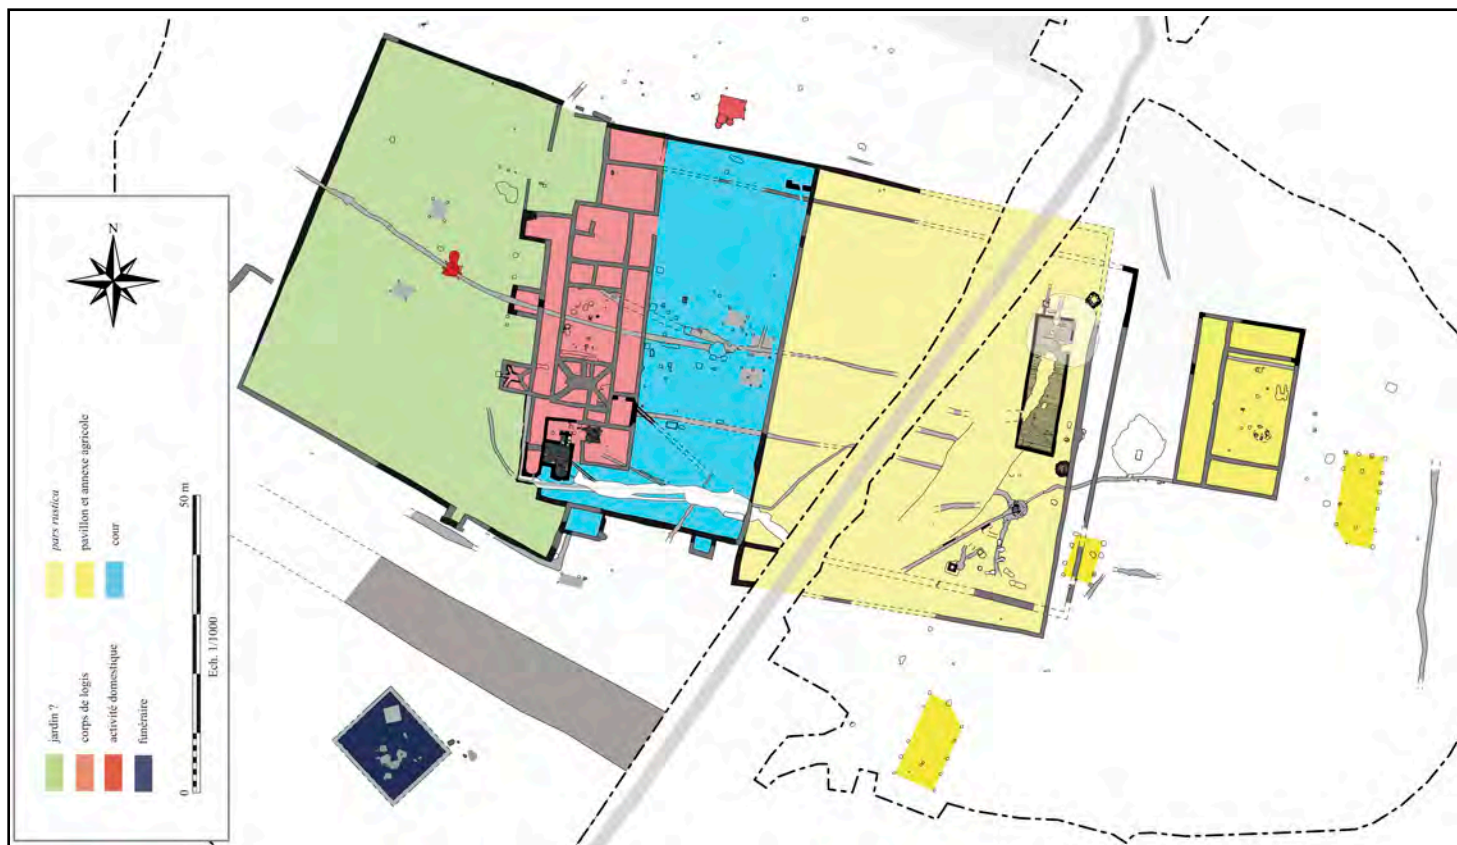 N
jardin ?
corps de logis
activité domestique
funéraire
pars rustica
pavillon et annexe agricole
cour
0
50 m
Ech. 1/1000